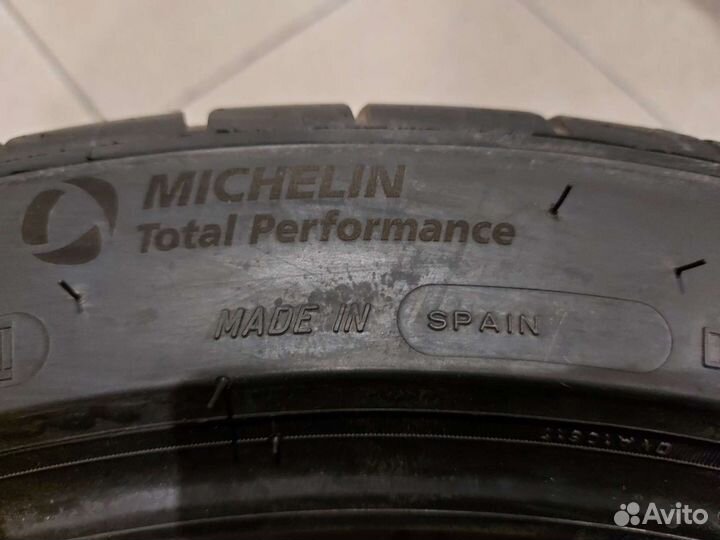 MICHELIN
Total Performance
MADE IN SPAIN
Avito